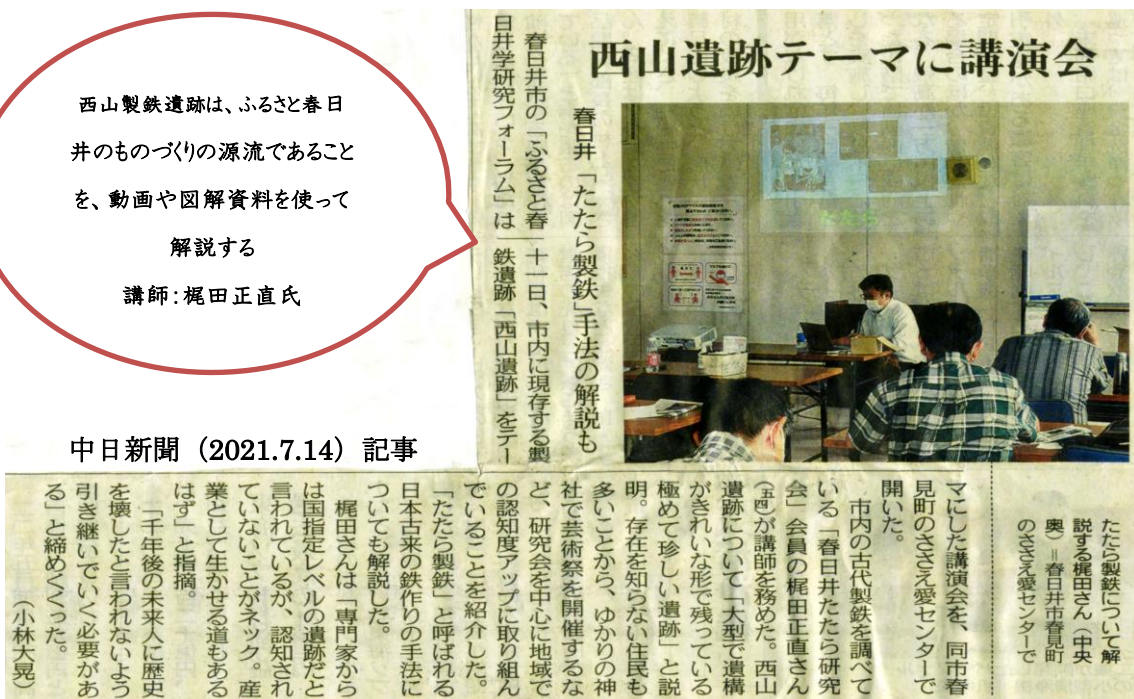 西山製鉄遺跡は、ふるさと春日
井のものづくりの源流であること
を、動画や図解資料を使って
解説する
講師:梶田正直氏
中日新聞（2021.7.14）記事
西山遺跡テーマに講演会
春日井 「たたら製鉄」手法の解説も
春日井市の「ふるさと春
日井学研究フォーラム」は
十一日、市内に現存する製
鉄遺跡「西山遺跡」をテー
マにした講演会を、同市春
見町のささえ愛センターで
開いた。
市内の古代製鉄を調べて
いる「春日井たたら研究
会」会員の梶田正直さん
（五四）が講師を務めた。西山
遺跡について「大型で遺構
がきれいな形で残っている
極めて珍しい遺跡」と説
明。存在を知らない住民も
多いことから、ゆかりの神
社で芸術祭を開催するな
ど、研究会を中心に地域で
の認知度アップに取り組ん
でいることを紹介した。
「たたら製鉄」と呼ばれる
日本古来の鉄作りの手法に
ついても解説した。
梶田さんは「専門家から
は国指定レベルの遺跡だと
言われているが、認知され
ていないことがネック。産
業として生かせる道もある
はず」と指摘。
「千年後の未来人に歴史
を壊したと言われないよう
引き継いでいく必要があ
る」と締めくくった。
（小林大晃）
たたら製鉄について解
説する梶田さん（中央
奥）＝春日井市春見町
のささえ愛センターで